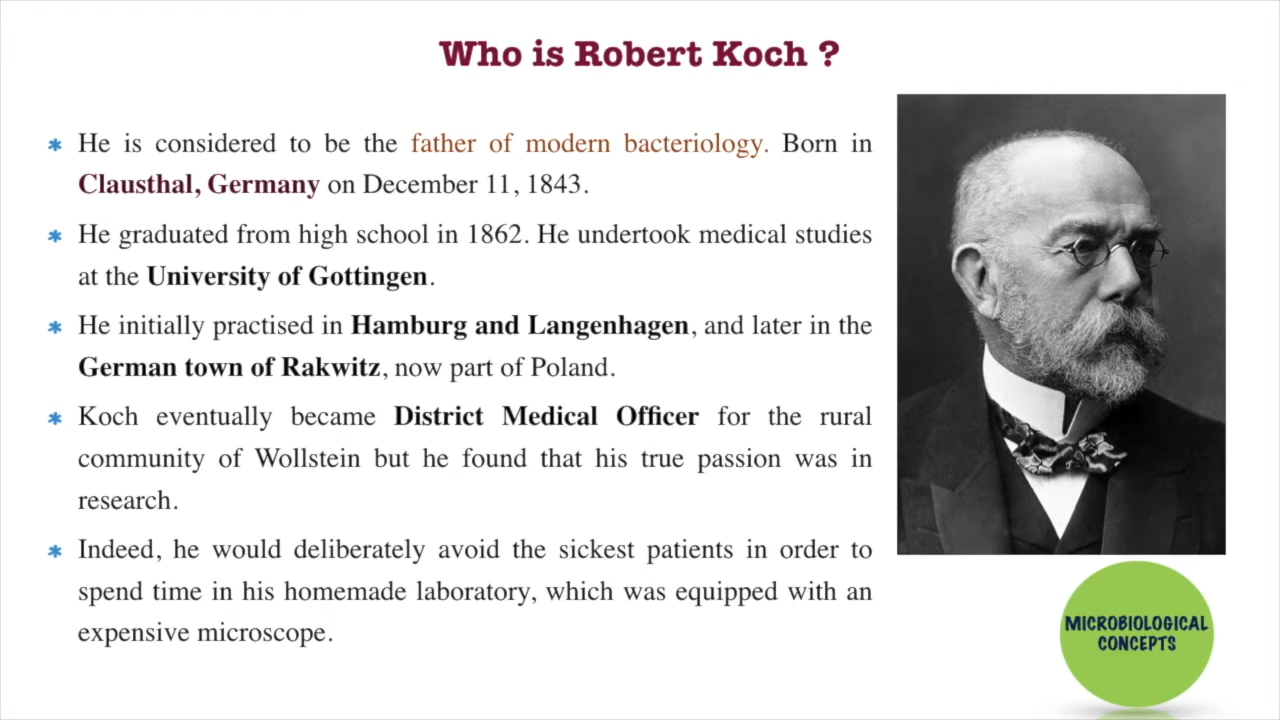 Who is Robert Koch ?
He is considered to be the father of modern bacteriology. Born in
Clausthal, Germany on December 11, 1843.
He graduated from high school in 1862. He undertook medical studies
at the University of Gottingen.
He initially practised in Hamburg and Langenhagen, and later in the
German town of Rakwitz, now part of Poland.
Koch eventually became District Medical Officer for the rural
community of Wollstein but he found that his true passion was in
research.
Indeed, he would deliberately avoid the sickest patients in order to
spend time in his homemade laboratory, which was equipped with an
expensive microscope.
MICROBIOLOGICAL
CONCEPTS